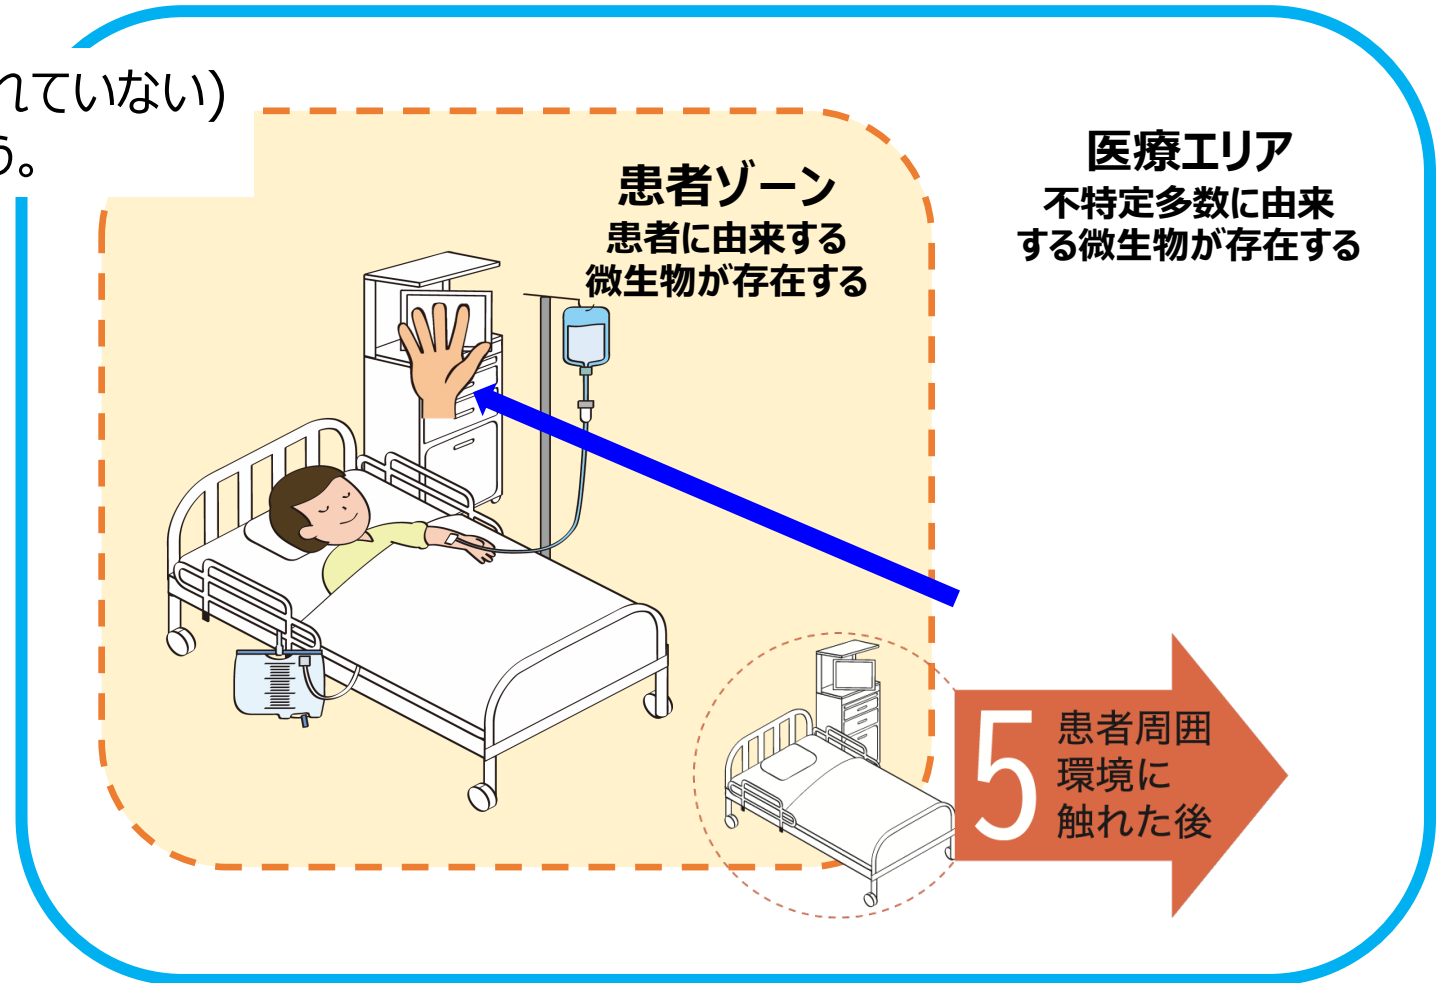 れていない)
う。
患者ゾーン
患者に由来する
微生物が存在する
医療エリア
不特定多数に由来
する微生物が存在する
5
患者周囲
環境に
触れた後